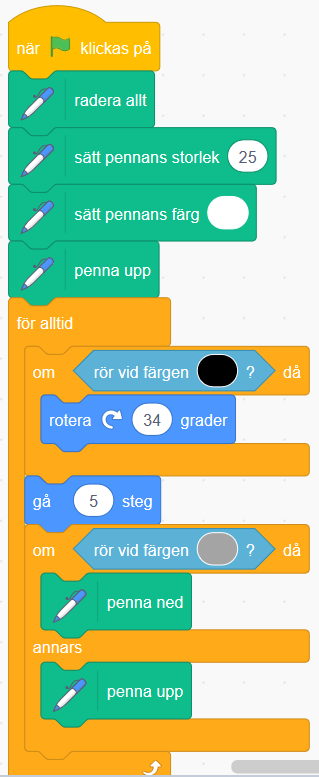 när klickas på
radera allt
sätt pennans storlek 25
sätt pennans färg
penna upp
för alltid
om rör vid färgen ? då
rotera 34 grader
gå 5 steg
om rör vid färgen ? då
penna ned
annars
penna upp